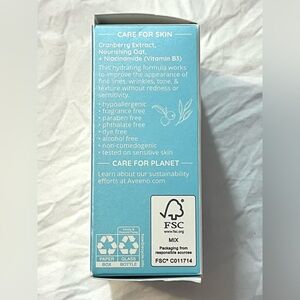 CARE FOR SKIN
Cranberry Extract,
Nourishing Oat,
+ Niacinamide (Vitamin B3)
This hydrating formula works
to improve the appearance of
fine lines, wrinkles, tone, &
texture without redness or
sensitivity.
• hypoallergenic
• fragrance free
• paraben free
• phthalate free
• dye free
• alcohol free
• non-comedogenic
• tested on sensitive skin
CARE FOR PLANET
Learn about our sustainability
efforts at Aveeno.com.
FSC
www.fsc.org
MIX
Packaging from
responsible sources
FSC® C011714
PAPER
BOX
GLASS
BOTTLE